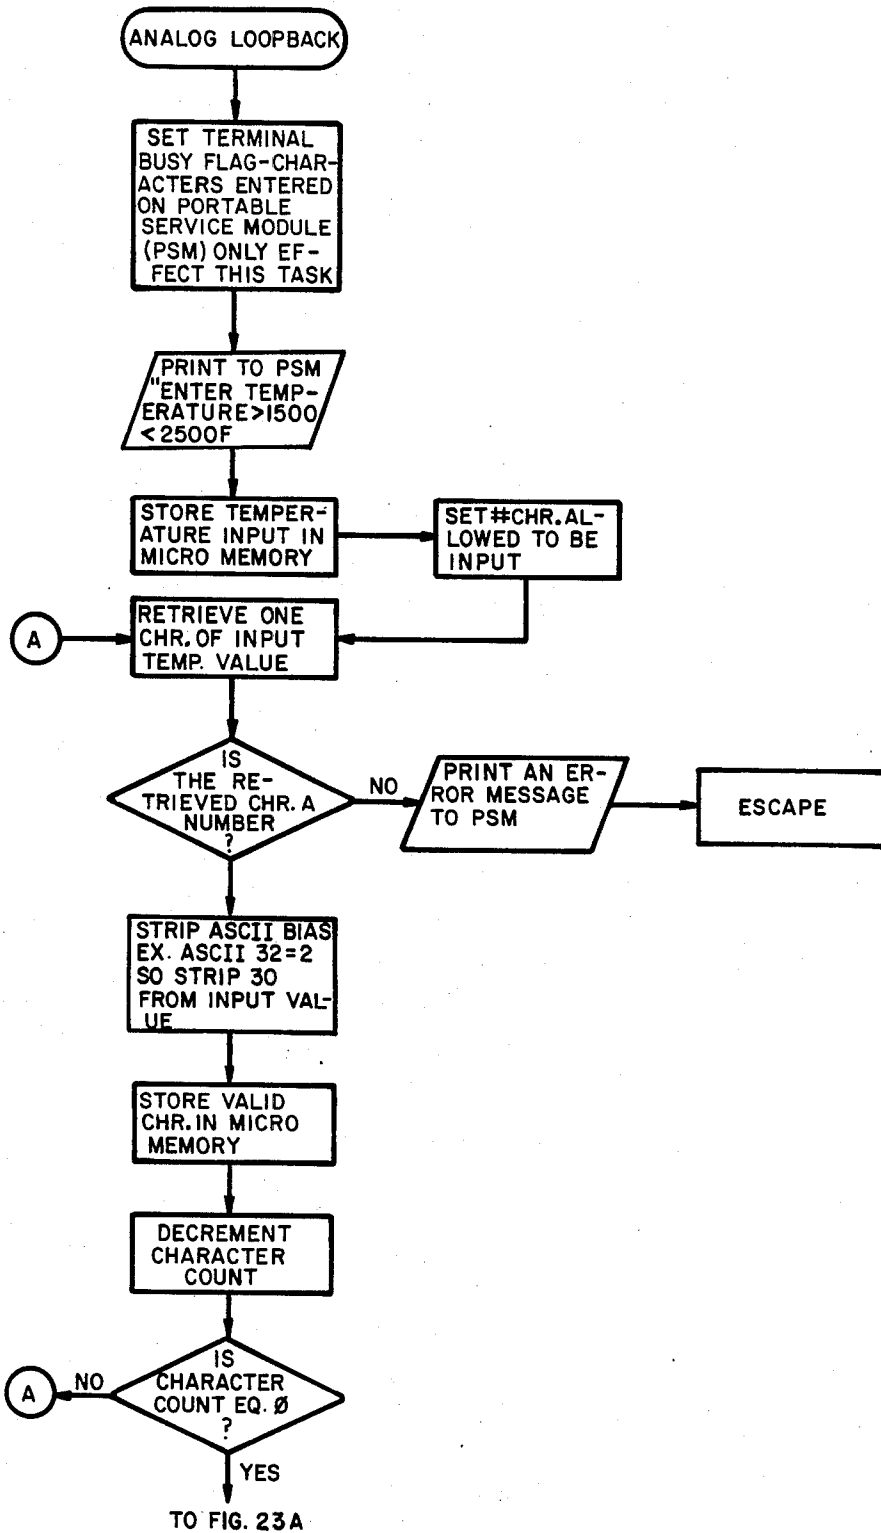 ANALOG LOOPBACK
SET TERMINAL
BUSY FLAG-CHAR-
ACTERS ENTERED
ON PORTABLE
SERVICE MODULE
(PSM) ONLY EF-
FECT THIS TASK
PRINT TO PSM
"ENTER TEMP-
ERATURE>1500
<2500F
STORE TEMPER-
ATURE INPUT IN
MICRO MEMORY
SET #CHR. AL-
LOWED TO BE
INPUT
A
RETRIEVE ONE
CHR. OF INPUT
TEMP. VALUE
IS
THE RE-
TRIEVED CHR. A
NUMBER
?
NO
PRINT AN ER-
ROR MESSAGE
TO PSM
ESCAPE
STRIP ASCII BIAS
EX. ASCII 32=2
SO STRIP 30
FROM INPUT VAL-
UE
STORE VALID
CHR. IN MICRO
MEMORY
DECREMENT
CHARACTER
COUNT
IS
CHARACTER
COUNT EQ. Ø
?
NO
A
YES
TO FIG. 23A